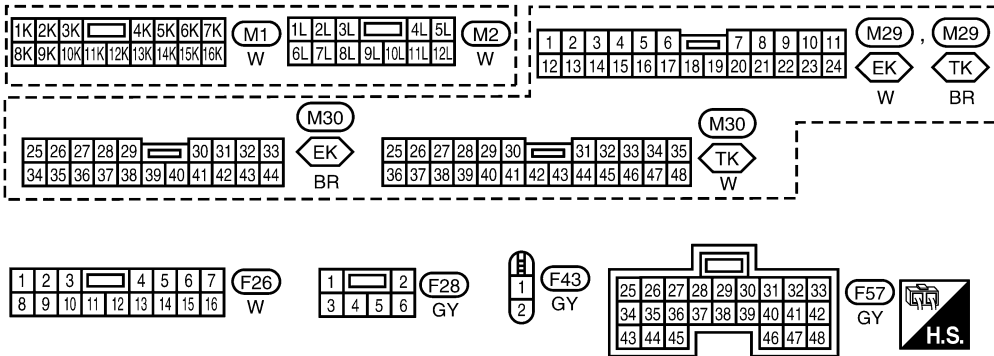 1K 2K 3K 4K 5K 6K 7K
8K 9K 10K 11K 12K 13K 14K 15K 16K
M1
W
1L 2L 3L 4L 5L
6L 7L 8L 9L 10L 11L 12L
M2
W
1 2 3 4 5 6 7 8 9 10 11
12 13 14 15 16 17 18 19 20 21 22 23 24
M29 , M29
EK TK
W BR
25 26 27 28 29 30 31 32 33
34 35 36 37 38 39 40 41 42 43 44
M30
EK
BR
25 26 27 28 29 30 31 32 33 34 35
36 37 38 39 40 41 42 43 44 45 46 47 48
M30
TK
W
1 2 3 4 5 6 7
8 9 10 11 12 13 14 15 16
F26
W
1 2
3 4 5 6
F28
GY
1
2
F43
GY
25 26 27 28 29 30 31 32 33
34 35 36 37 38 39 40 41 42
43 44 45 46 47 48
F57
GY
H.S.